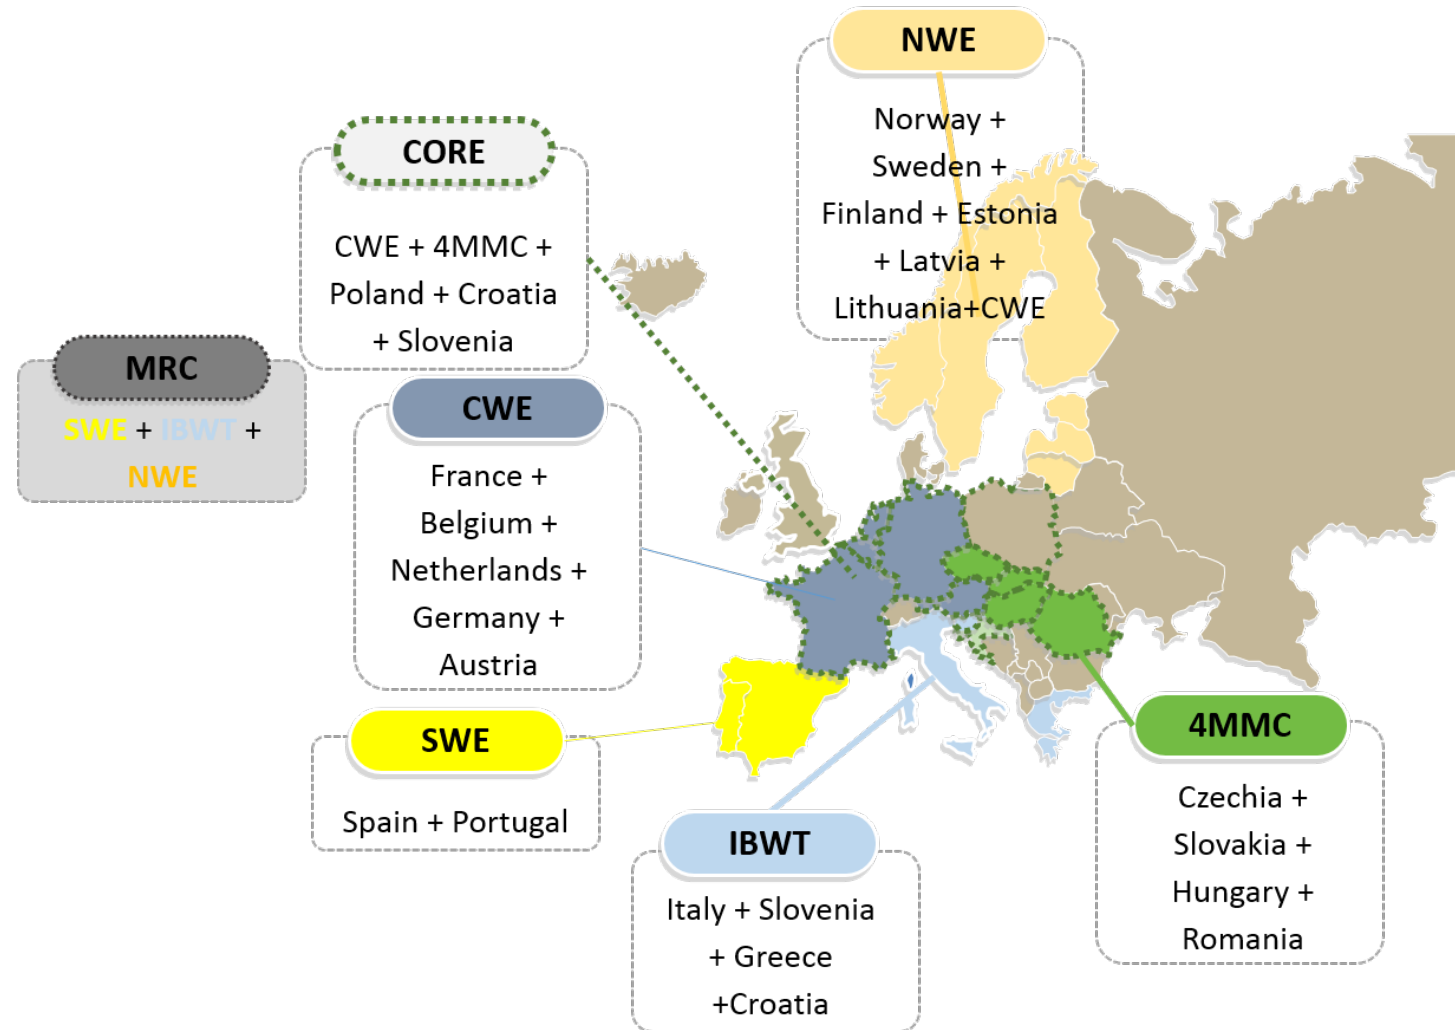 NWE
Norway +
Sweden +
Finland + Estonia
+ Latvia +
Lithuania+CWE
CORE
CWE + 4MMC +
Poland + Croatia
+ Slovenia
MRC
SWE + IBWT +
NWE
CWE
France +
Belgium +
Netherlands +
Germany +
Austria
SWE
Spain + Portugal
IBWT
Italy + Slovenia
+ Greece
+Croatia
4MMC
Czechia +
Slovakia +
Hungary +
Romania